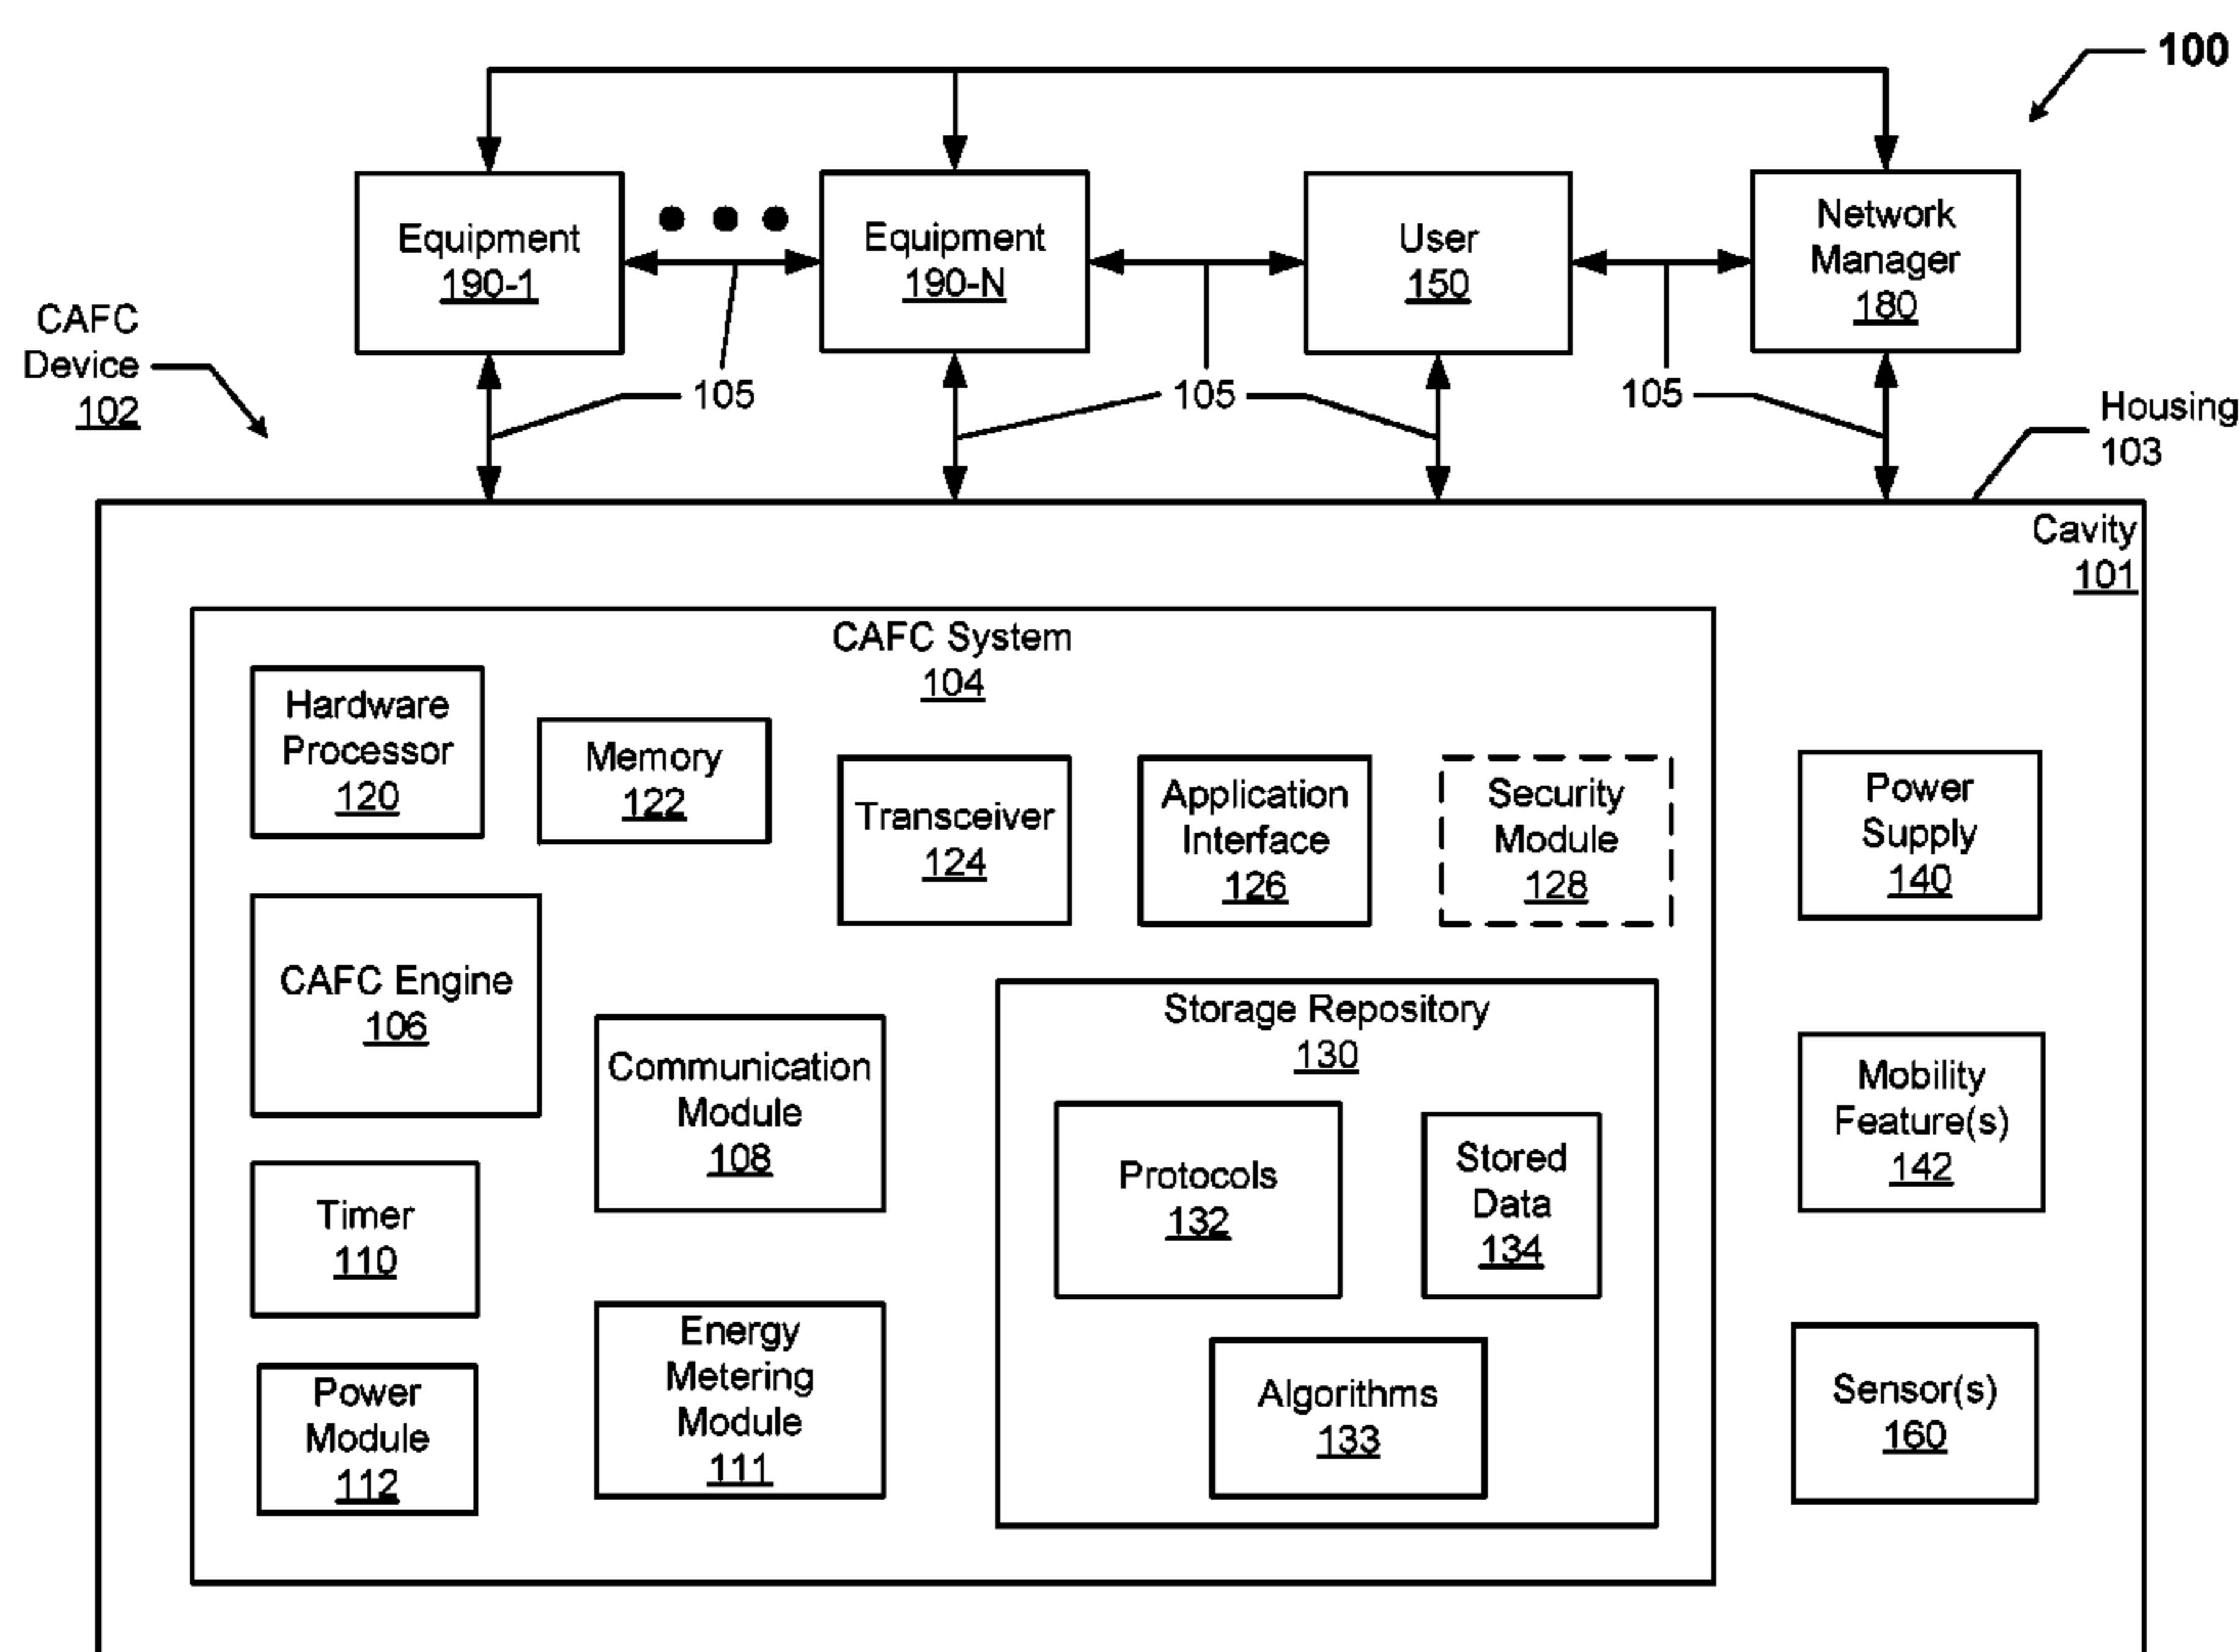 100
Equipment
190-1
Equipment
190-N
User
150
Network
Manager
180
CAFC
Device
102
105
105
105
Housing
103
Cavity
101
CAFC System
104
Hardware
Processor
120
Memory
122
Transceiver
124
Application
Interface
126
Security
Module
128
Power
Supply
140
CAFC Engine
106
Communication
Module
108
Storage Repository
130
Protocols
132
Stored
Data
134
Mobility
Feature(s)
142
Timer
110
Energy
Metering
Module
111
Algorithms
133
Sensor(s)
160
Power
Module
112